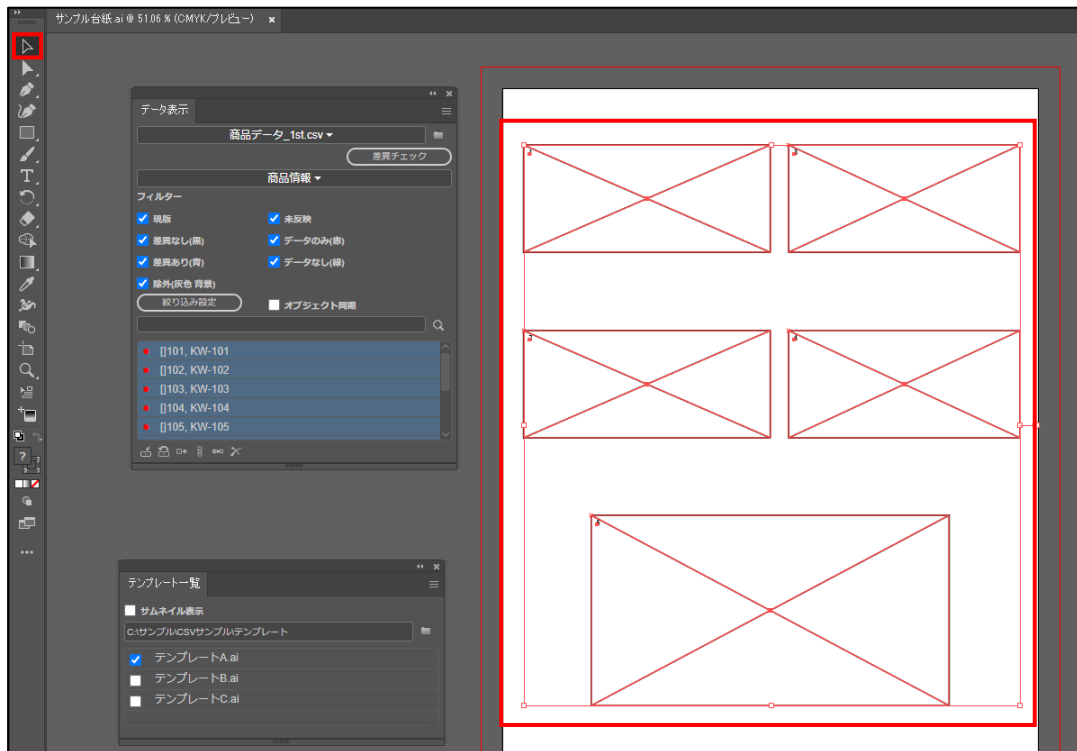 サンプル台紙.ai @ 51.06 % (CMYK/プレビュー) ×
データ表示
商品データ_1st.csv
差異チェック
商品情報
フィルター
現版 未反映
差異なし(黒) データのみ(赤)
差異あり(青) データなし(緑)
除外(灰色 背景)
絞り込み設定 オブジェクト同期
[]101, KW-101
[]102, KW-102
[]103, KW-103
[]104, KW-104
[]105, KW-105
テンプレート一覧
サムネイル表示
C:\サンプル\CSVサンプル\テンプレート
テンプレートA.ai
テンプレートB.ai
テンプレートC.ai